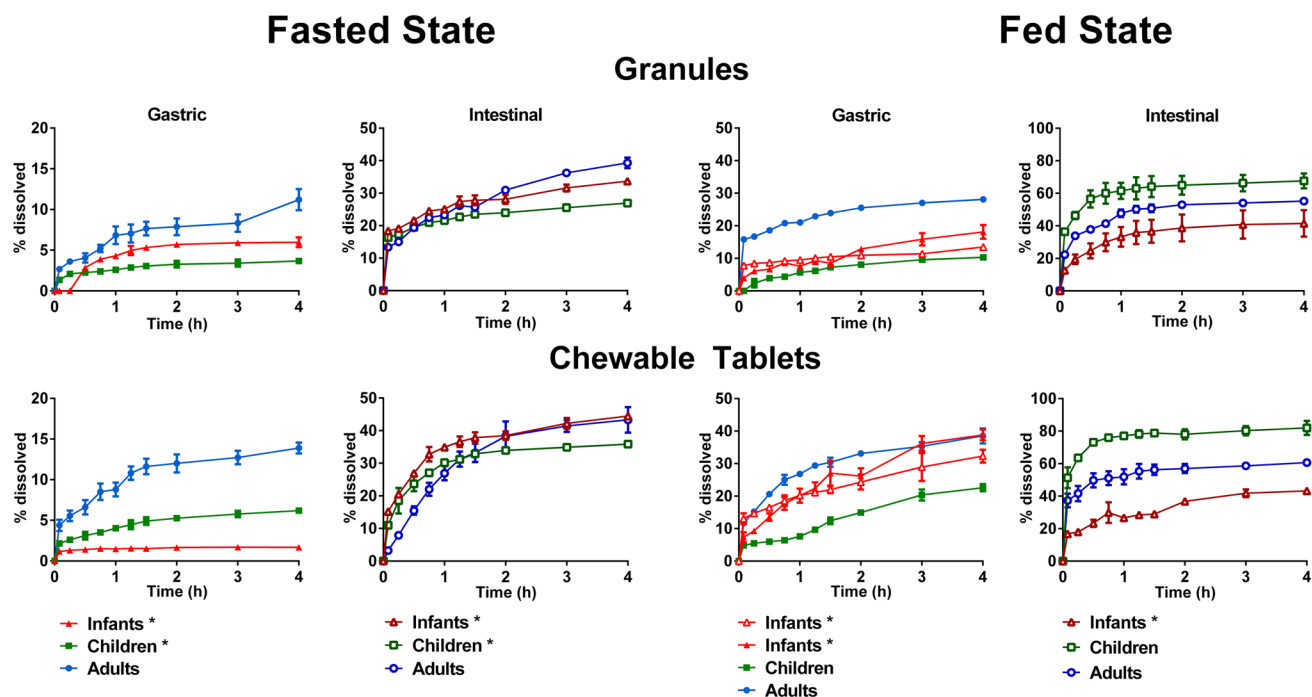 Fasted State Fed State
Granules
Gastric Intestinal Gastric Intestinal
% dissolved
20
15
10
5
0
0 1 2 3 4
Time (h)
% dissolved
50
40
30
20
10
0
0 1 2 3 4
Time (h)
% dissolved
50
40
30
20
10
0
0 1 2 3 4
Time (h)
% dissolved
100
80
60
40
20
0
0 1 2 3 4
Time (h)
Chewable Tablets
% dissolved
20
15
10
5
0
0 1 2 3 4
Time (h)
% dissolved
50
40
30
20
10
0
0 1 2 3 4
Time (h)
% dissolved
50
40
30
20
10
0
0 1 2 3 4
Time (h)
% dissolved
100
80
60
40
20
0
0 1 2 3 4
Time (h)
Infants *
Children *
Adults
Infants *
Children *
Adults
Infants *
Infants *
Children
Adults
Infants *
Children
Adults